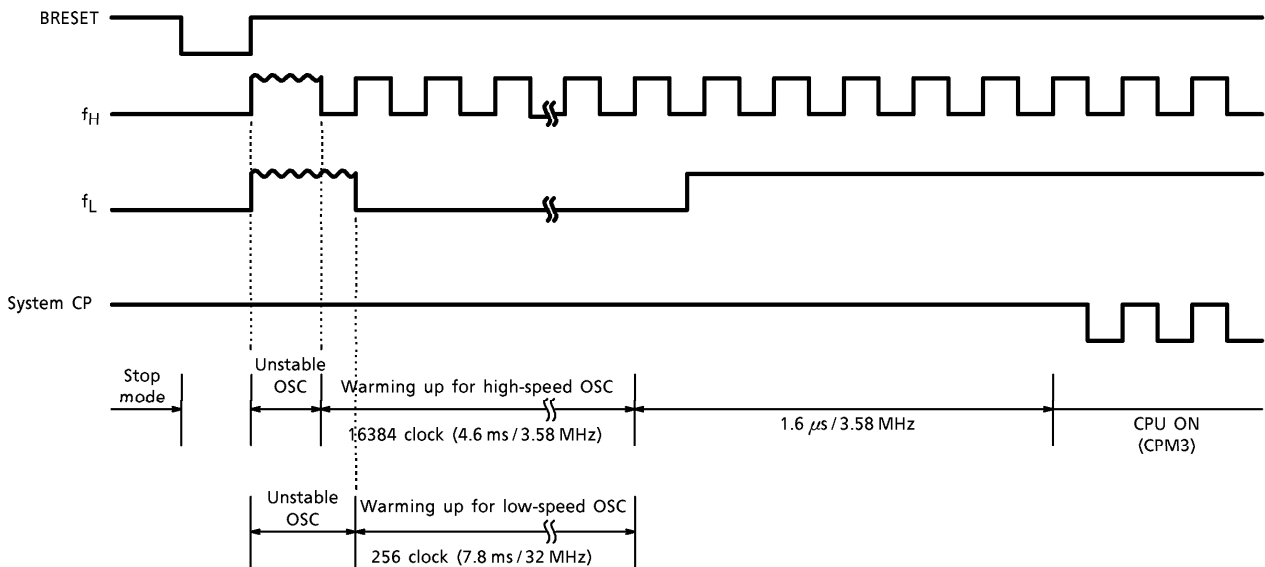 BRESET
fH
fL
System CP
Stop mode
Unstable OSC
Warming up for high-speed OSC
16384 clock (4.6 ms / 3.58 MHz)
1.6 μs / 3.58 MHz
CPU ON
(CPM3)
Unstable OSC
Warming up for low-speed OSC
256 clock (7.8 ms / 32 MHz)